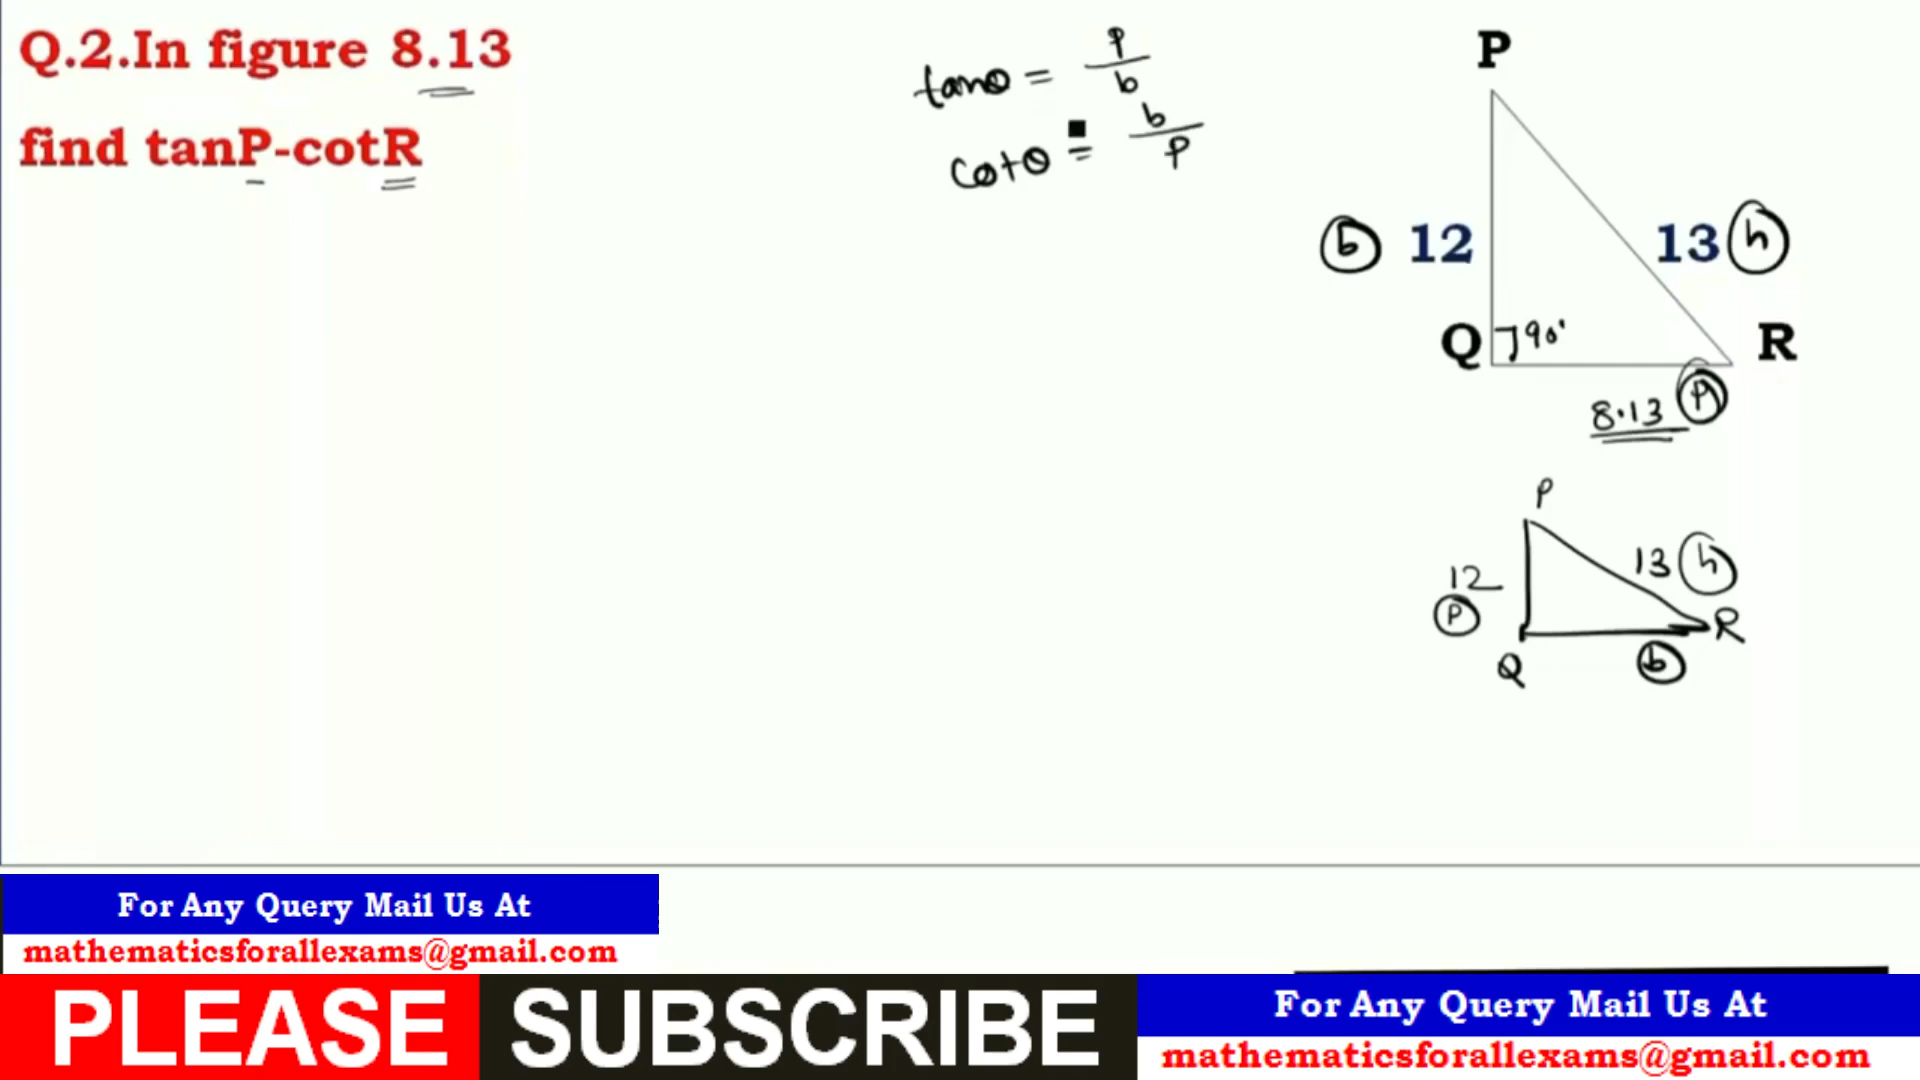 Q.2.In figure 8.13
find tanP-cotR
tanθ = p/b
cotθ = b/p
P
b 12
13 h
Q 90°
R
8.13 P
P
12
13 h
P
R
Q
b
For Any Query Mail Us At
mathematicsforallexams@gmail.com
PLEASE SUBSCRIBE
For Any Query Mail Us At
mathematicsforallexams@gmail.com